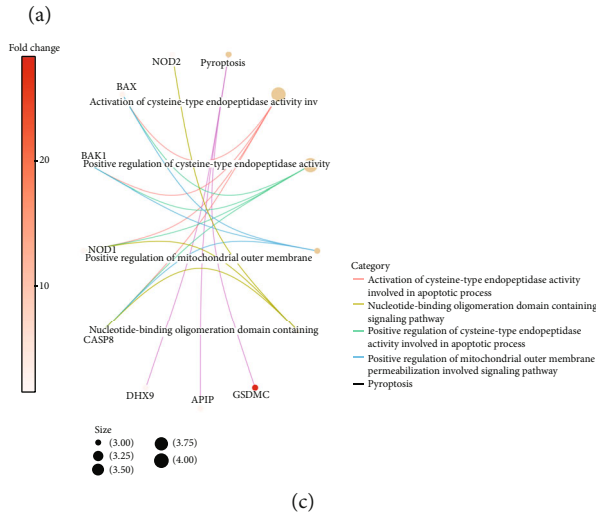 (a)
Fold change
20
10
NOD2
Pyroptosis
BAX
Activation of cysteine-type endopeptidase activity inv
BAK1
Positive regulation of cysteine-type endopeptidase activity
NOD1
Positive regulation of mitochondrial outer membrane
Nucleotide-binding oligomeration domain containing
CASP8
DHX9
APIP
GSDMC
Category
Activation of cysteine-type endopeptidase activity
involved in apoptotic process
Nucleotide-binding oligomeration domain containing
signaling pathway
Positive regulation of cysteine-type endopeptidase
activity involved in apoptotic process
Positive regulation of mitochondrial outer membrane
permeabilization involved signaling pathway
Pyroptosis
Size
(3.00)
(3.25)
(3.50)
(3.75)
(4.00)
(c)